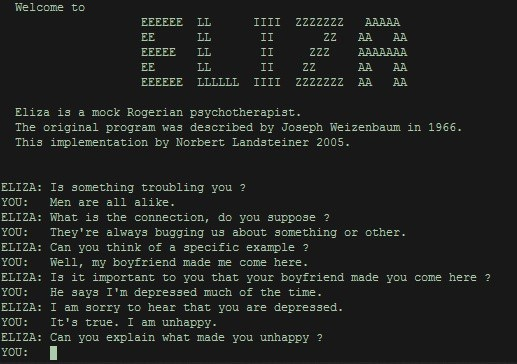 Welcome to
EEEEEE  LL      IIII  ZZZZZZZ   AAAAA
EE      LL       II       ZZ   AA   AA
EEEEE   LL       II     ZZZ    AAAAAAA
EE      LL       II    ZZ      AA   AA
EEEEEE  LLLLLL  IIII  ZZZZZZZ  AA   AA
Eliza is a mock Rogerian psychotherapist.
The original program was described by Joseph Weizenbaum in 1966.
This implementation by Norbert Landsteiner 2005.
ELIZA: Is something troubling you ?
YOU:   Men are all alike.
ELIZA: What is the connection, do you suppose ?
YOU:   They're always bugging us about something or other.
ELIZA: Can you think of a specific example ?
YOU:   Well, my boyfriend made me come here.
ELIZA: Is it important to you that your boyfriend made you come here ?
YOU:   He says I'm depressed much of the time.
ELIZA: I am sorry to hear that you are depressed.
YOU:   It's true. I am unhappy.
ELIZA: Can you explain what made you unhappy ?
YOU: